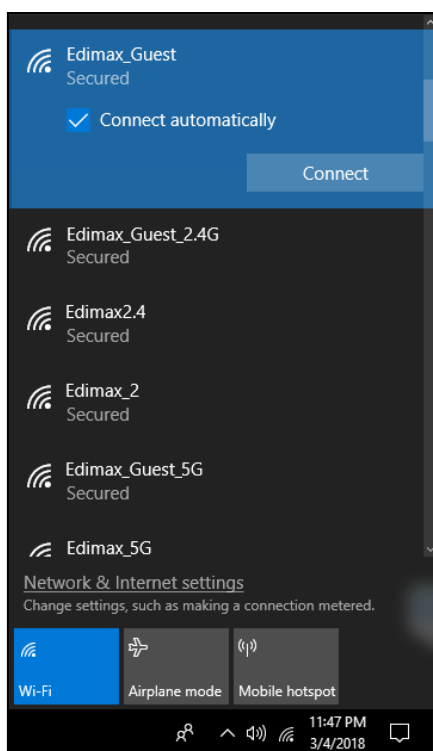 Edimax_Guest
Secured
Connect automatically
Connect
Edimax_Guest_2.4G
Secured
Edimax2.4
Secured
Edimax_2
Secured
Edimax_Guest_5G
Secured
Edimax_5G
Network & Internet settings
Change settings, such as making a connection metered.
Wi-Fi
Airplane mode
Mobile hotspot
11:47 PM
3/4/2018